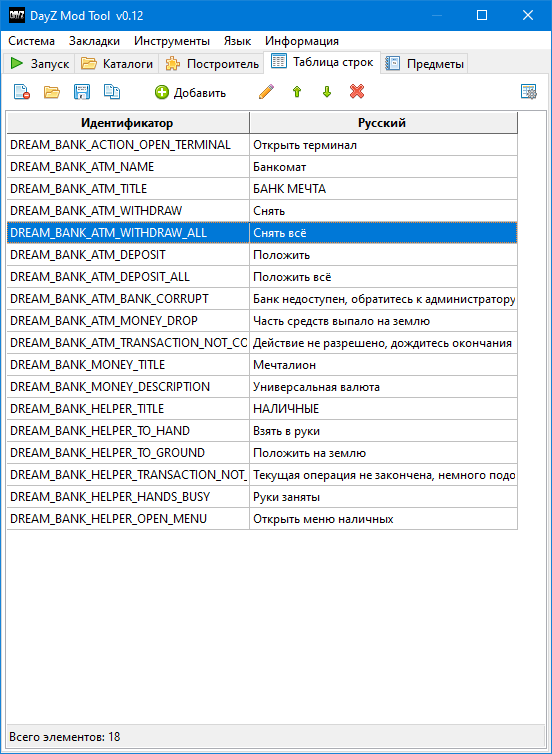 DayZ Mod Tool v0.12
Система Закладки Инструменты Язык Информация
Запуск Каталоги Построитель Таблица строк Предметы
Добавить
Идентификатор Русский
DREAM_BANK_ACTION_OPEN_TERMINAL Открыть терминал
DREAM_BANK_ATM_NAME Банкомат
DREAM_BANK_ATM_TITLE БАНК МЕЧТА
DREAM_BANK_ATM_WITHDRAW Снять
DREAM_BANK_ATM_WITHDRAW_ALL Снять всё
DREAM_BANK_ATM_DEPOSIT Положить
DREAM_BANK_ATM_DEPOSIT_ALL Положить всё
DREAM_BANK_ATM_BANK_CORRUPT Банк недоступен, обратитесь к администратору
DREAM_BANK_ATM_MONEY_DROP Часть средств выпало на землю
DREAM_BANK_ATM_TRANSACTION_NOT_CO Действие не разрешено, дождитесь окончания
DREAM_BANK_MONEY_TITLE Мечталион
DREAM_BANK_MONEY_DESCRIPTION Универсальная валюта
DREAM_BANK_HELPER_TITLE НАЛИЧНЫЕ
DREAM_BANK_HELPER_TO_HAND Взять в руки
DREAM_BANK_HELPER_TO_GROUND Положить на землю
DREAM_BANK_HELPER_TRANSACTION_NOT_ Текущая операция не закончена, немного подо
DREAM_BANK_HELPER_HANDS_BUSY Руки заняты
DREAM_BANK_HELPER_OPEN_MENU Открыть меню наличных
Всего элементов: 18